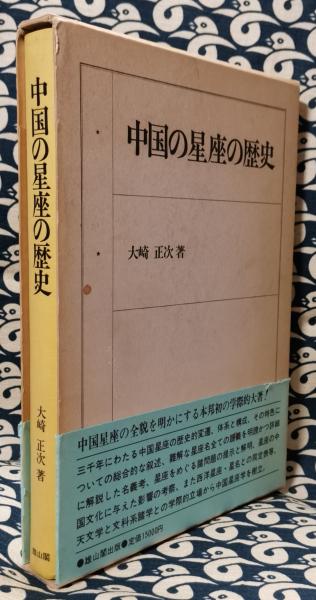 中国の星座の歴史
大崎 正次 著
雄山閣
中国の星座の歴史
大崎 正次 著
中国星座の全貌を明かにする本邦初の学際的大著！
三千年にわたる中国星座の歴史的変遷、体系と構成、その特色に
ついての総合的な叙述、難解な星座名全ての語義を明快かつ詳細
に解説した名義考、星座をめぐる諸問題の提示と解明、星座の中
国文化に与えた影響の考察、また西洋星座・星名との同定表等、
天文学と文科系諸学との学際的立場から中国星座学を樹立。
●雄山閣出版●定価15000円